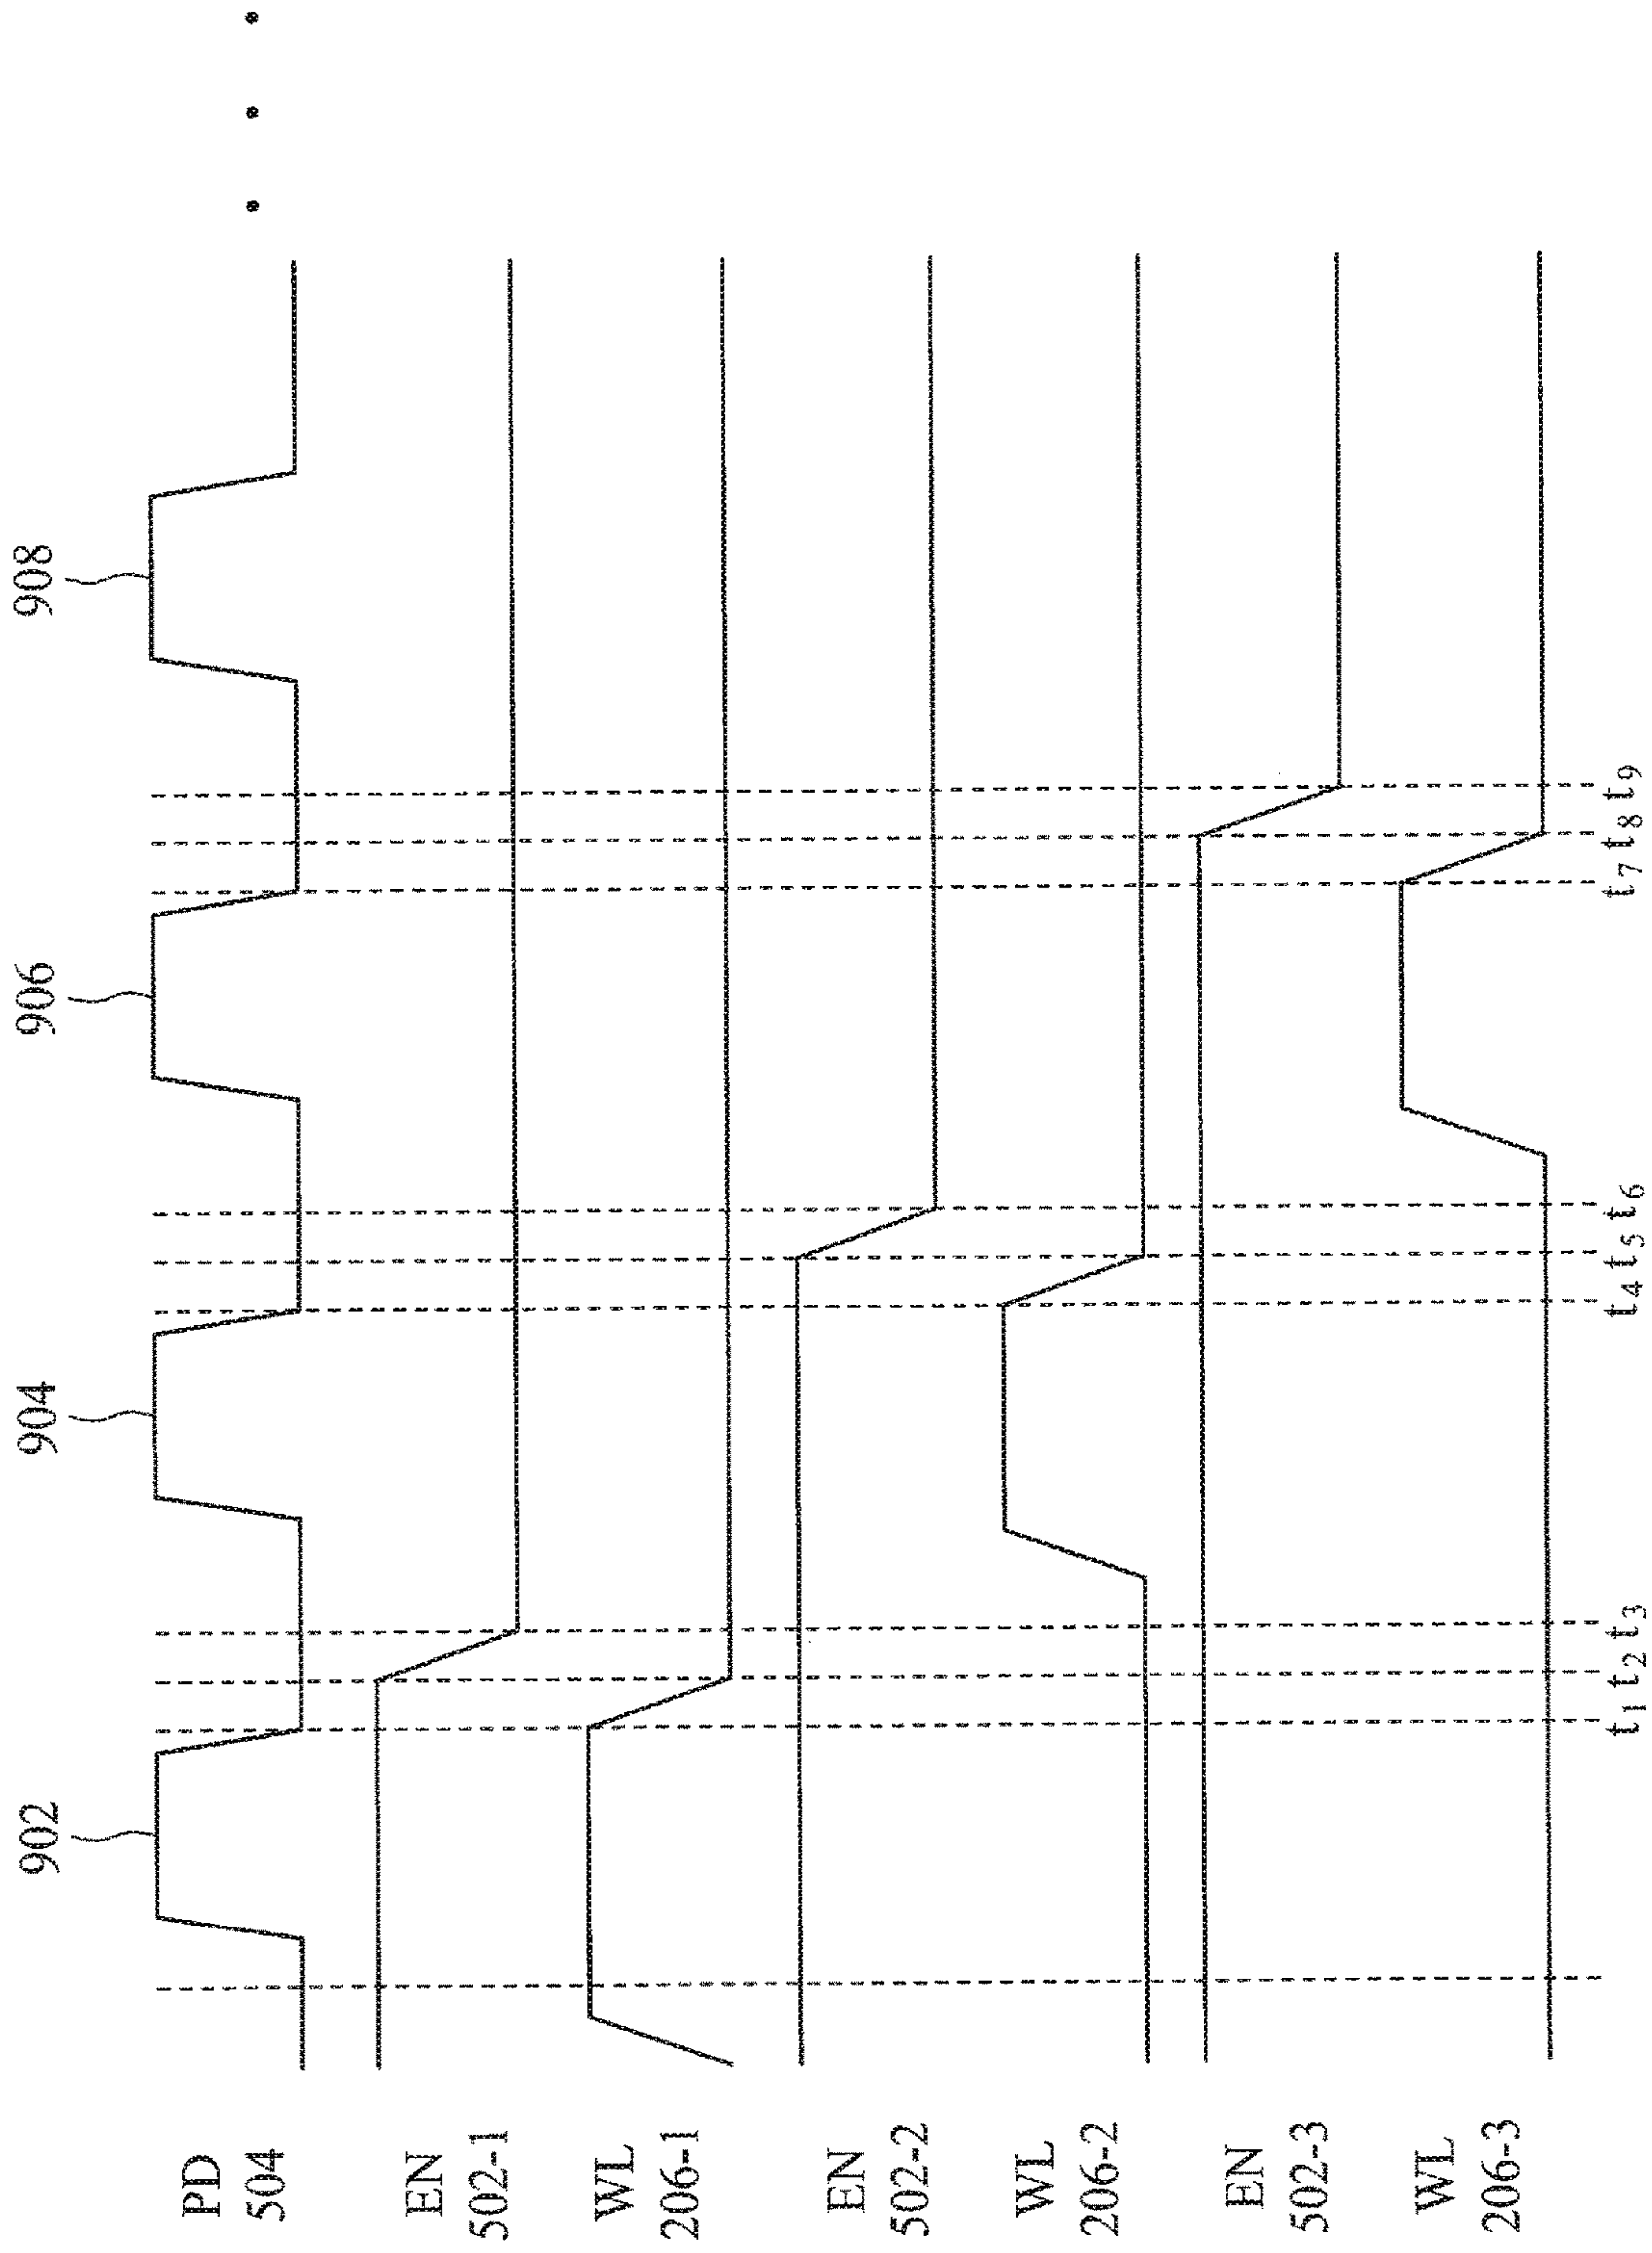 902 904 906 908
PD
504
EN
502-1
WL
206-1
EN
502-2
WL
206-2
EN
502-3
WL
206-3
t1 t2 t3 t4 t5 t6 t7 t8 t9